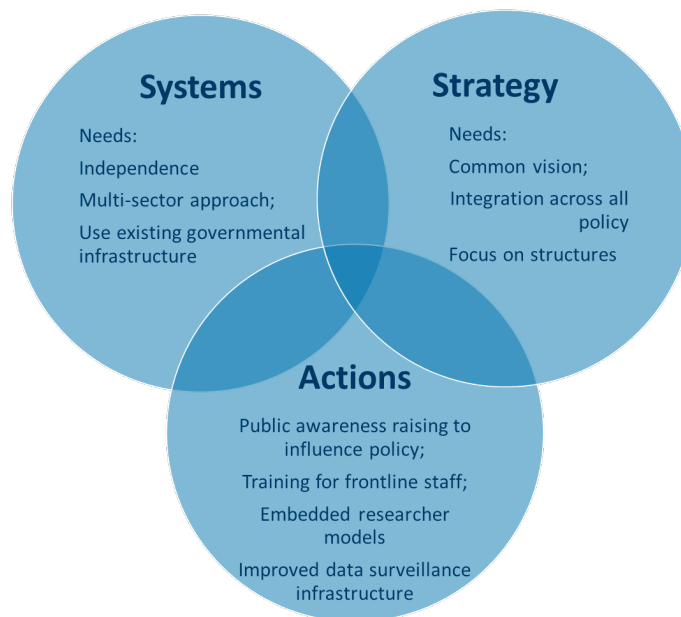 Systems
Needs:
Independence
Multi-sector approach;
Use existing governmental
infrastructure
Strategy
Needs:
Common vision;
Integration across all
policy
Focus on structures
Actions
Public awareness raising to
influence policy;
Training for frontline staff;
Embedded researcher
models
Improved data surveillance
infrastructure